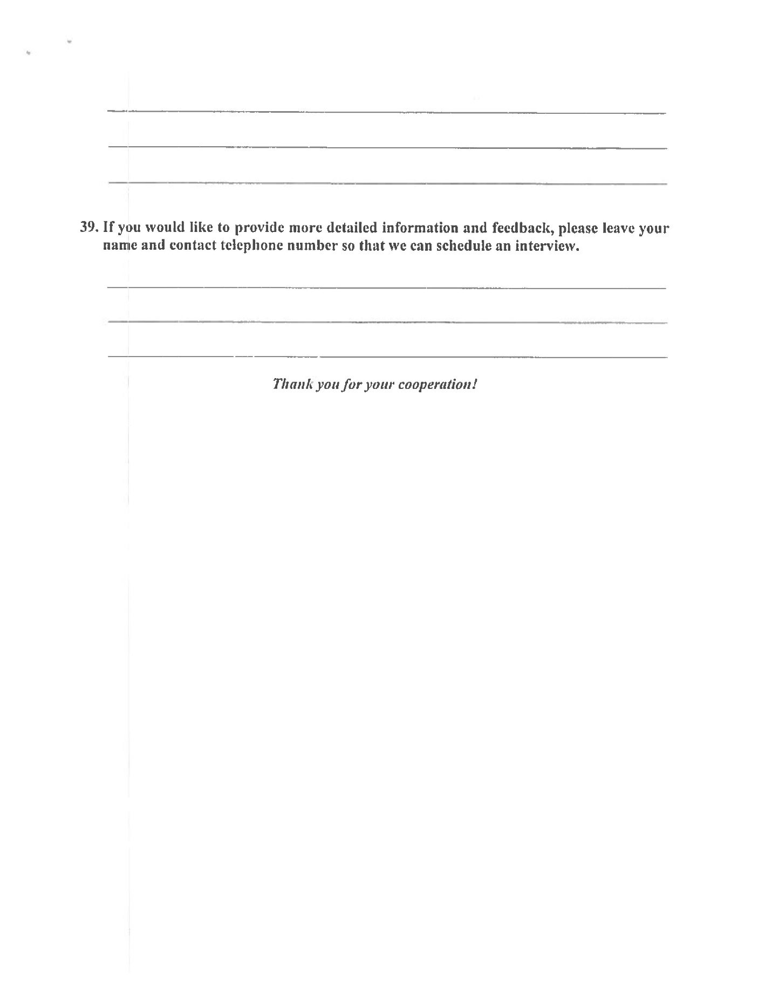 39. If you would like to provide more detailed information and feedback, please leave your
name and contact telephone number so that we can schedule an interview.
Thank you for your cooperation!